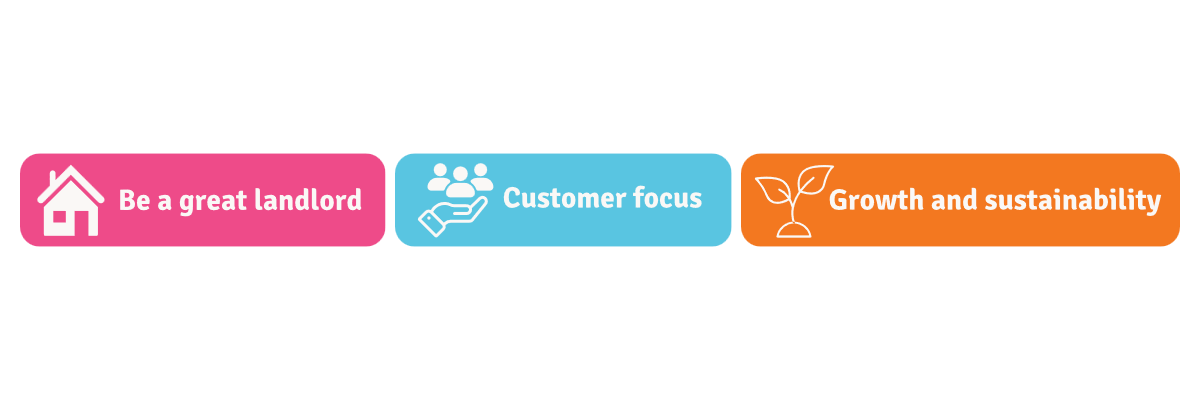 Be a great landlord
Customer focus
Growth and sustainability